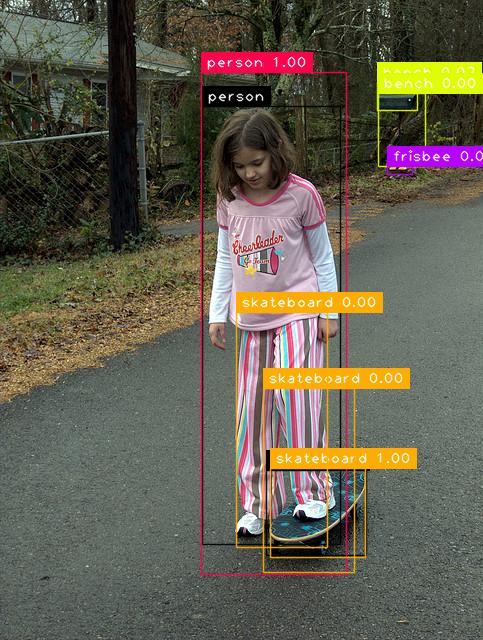 person 1.00
bench 0.00
person
frisbee 0.0
Cheerleader
skateboard 0.00
skateboard 0.00
skateboard 1.00